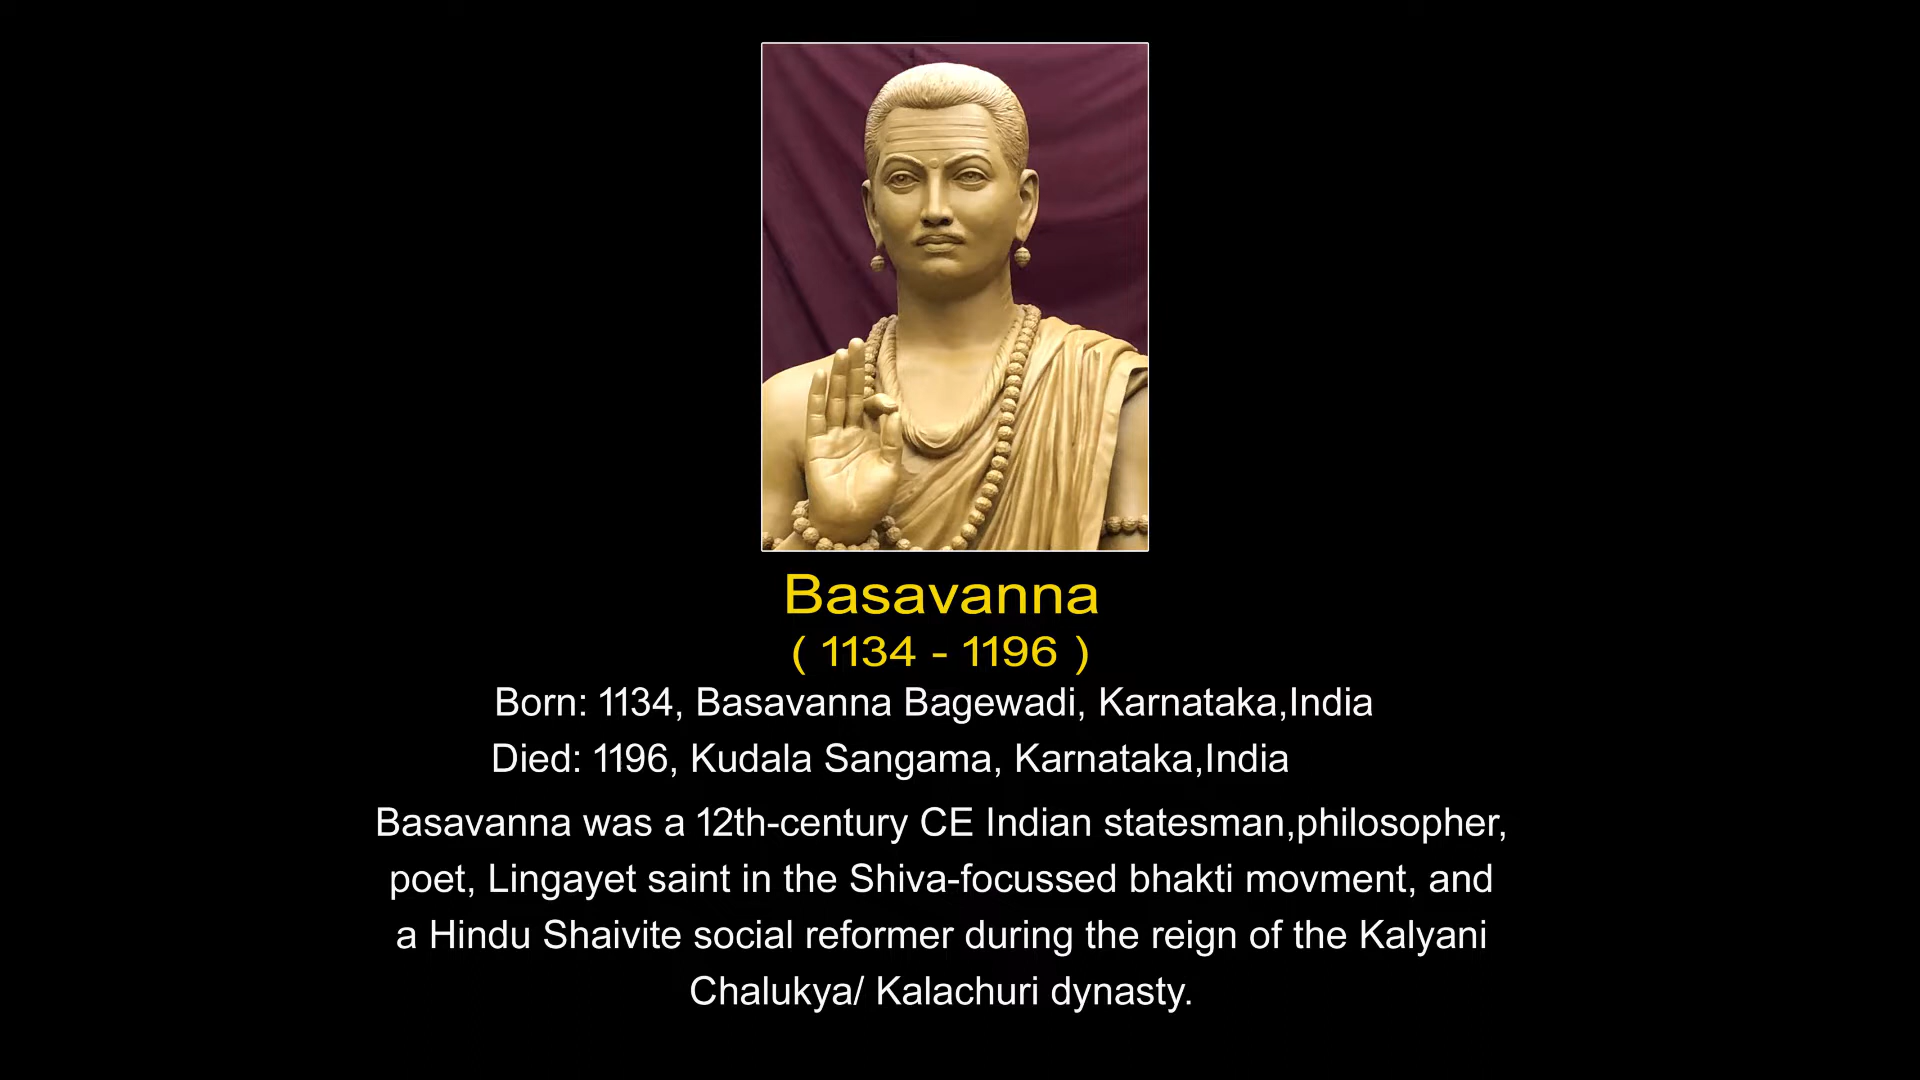 Basavanna
( 1134 - 1196 )
Born: 1134, Basavanna Bagewadi, Karnataka,India
Died: 1196, Kudala Sangama, Karnataka,India
Basavanna was a 12th-century CE Indian statesman,philosopher,
poet, Lingayet saint in the Shiva-focussed bhakti movment, and
a Hindu Shaivite social reformer during the reign of the Kalyani
Chalukya/ Kalachuri dynasty.